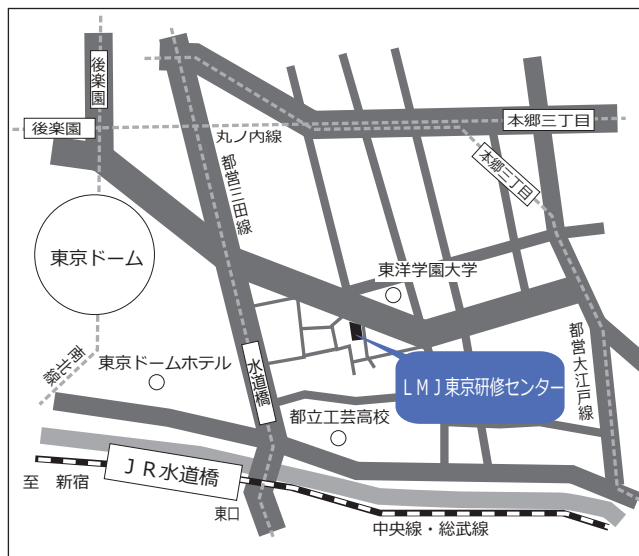 後楽園
後楽園
丸ノ内線
本郷三丁目
本郷三丁目
都営三田線
東京ドーム
東洋学園大学
南北線
東京ドームホテル
水道橋
LMJ東京研修センター
都営大江戸線
都立工芸高校
JR水道橋
至 新宿
東口
中央線・総武線